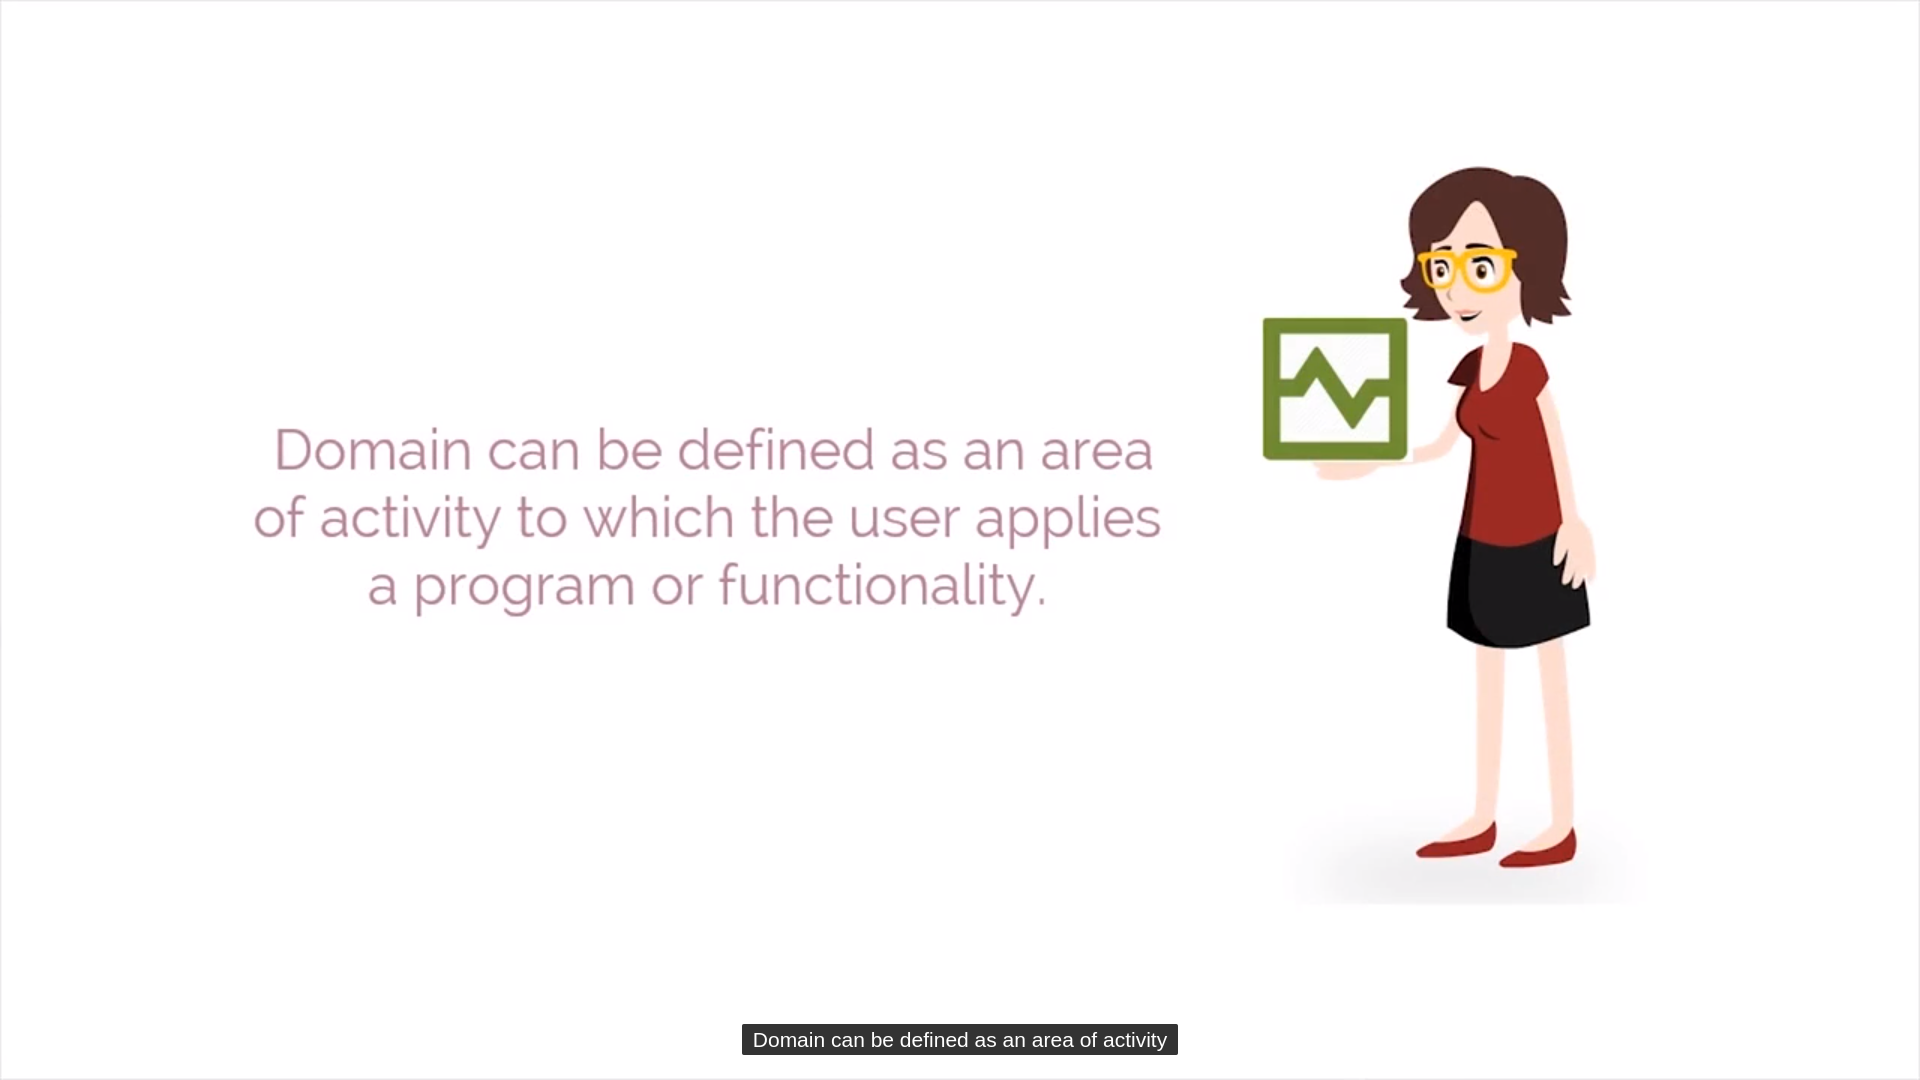 Domain can be defined as an area
of activity to which the user applies
a program or functionality.
Domain can be defined as an area of activity